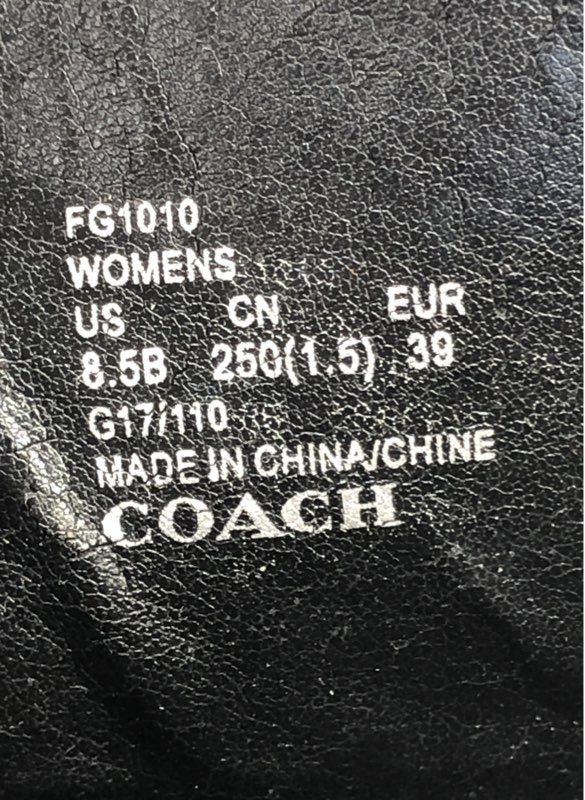 FG1010
WOMENS
US CN EUR
8.5B 250(1.5) 39
G17/110
MADE IN CHINA/CHINE
COACH